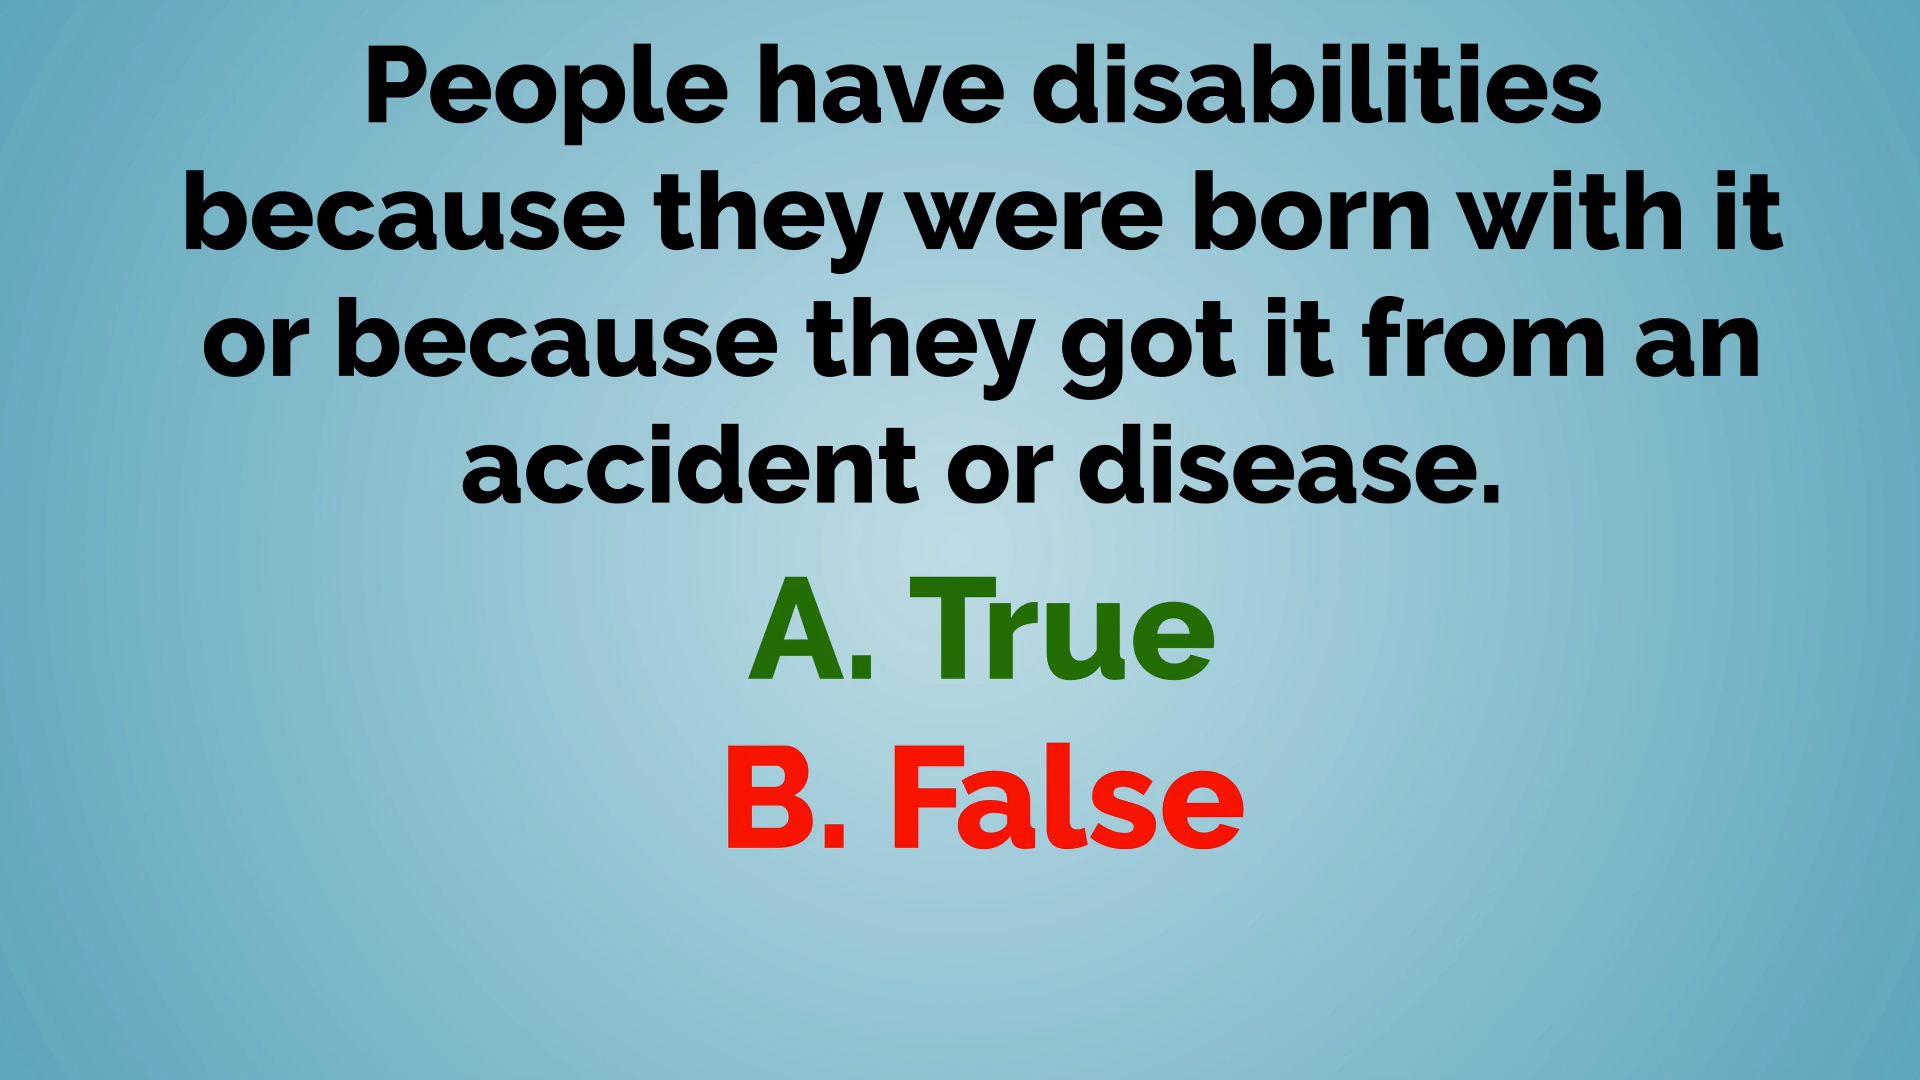 People have disabilities
because they were born with it
or because they got it from an
accident or disease.
A. True
B. False